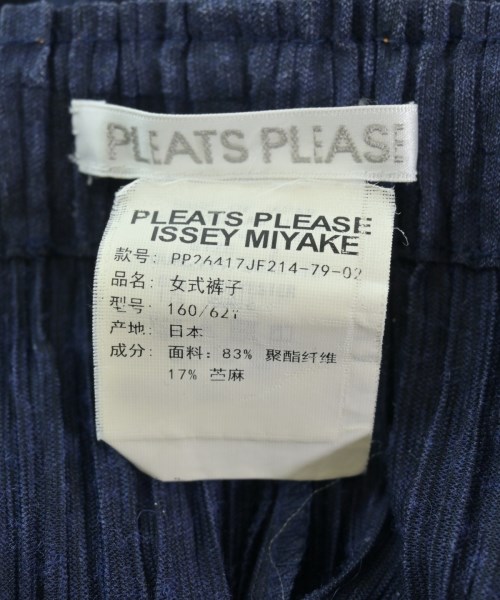 PLEATS PLEASE
PLEATS PLEASE
ISSEY MIYAKE
款号: PP26417JF214-79-02
品名: 女式裤子
型号: 160/62Y
产地: 日本
成分: 面料: 83% 聚酯纤维
17% 苎麻